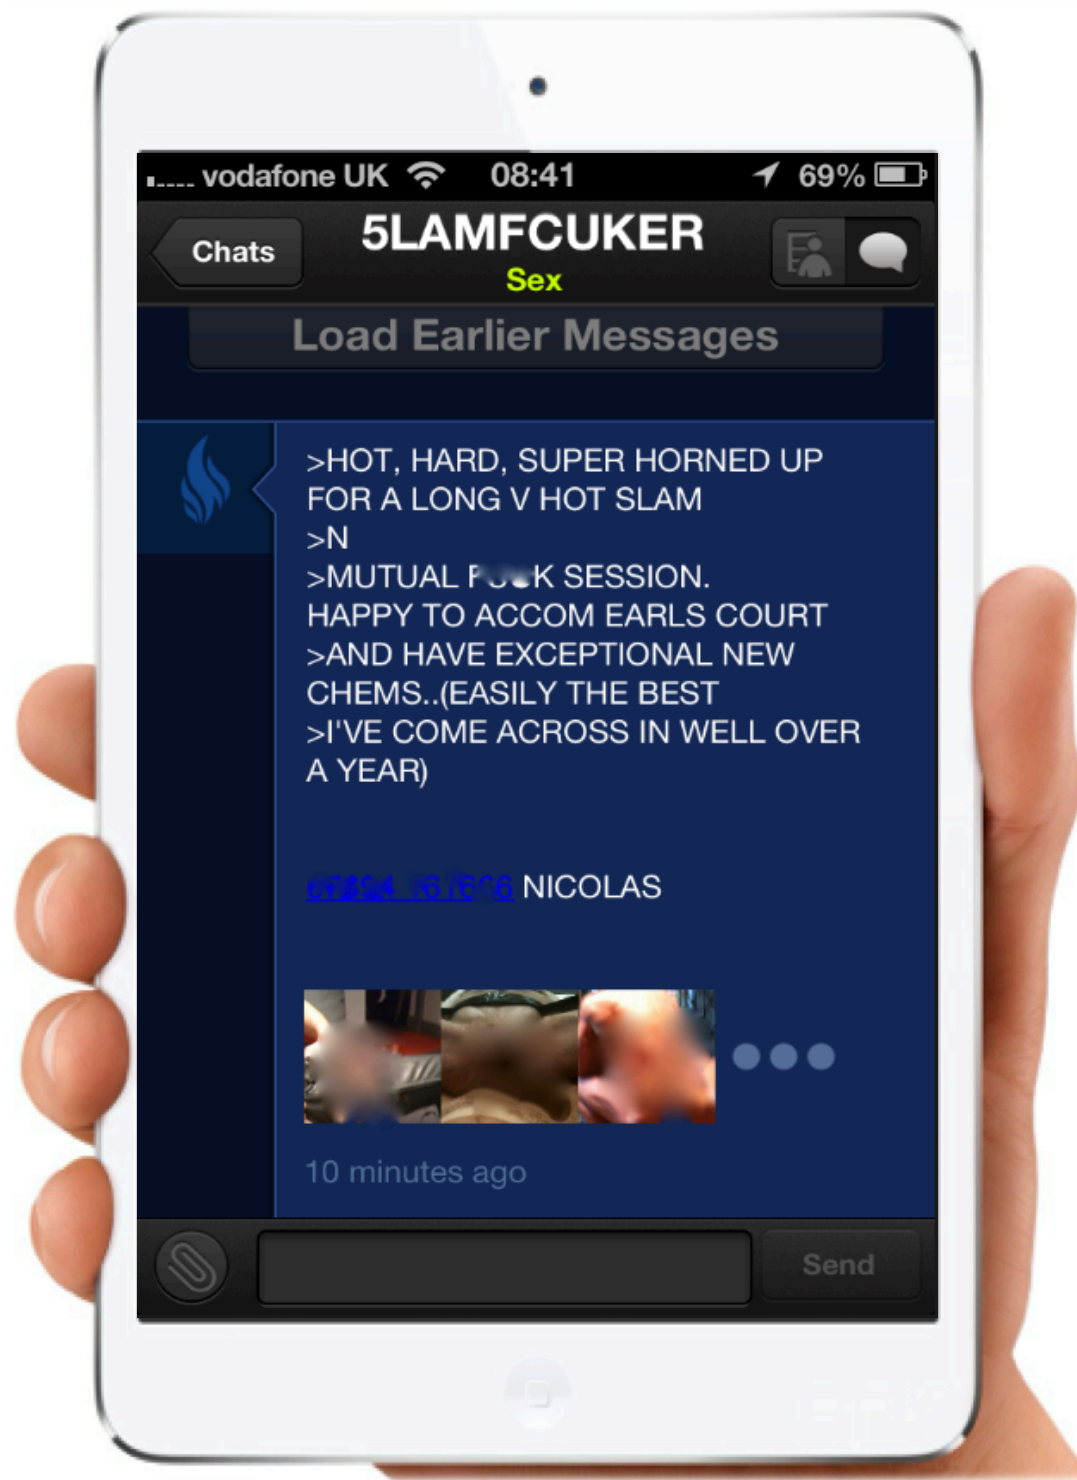 vodafone UK 08:41 69%
Chats
5LAMFCUKER
Sex
Load Earlier Messages
>HOT, HARD, SUPER HORNED UP
FOR A LONG V HOT SLAM
>N
>MUTUAL K SESSION.
HAPPY TO ACCOM EARLS COURT
>AND HAVE EXCEPTIONAL NEW
CHEMS..(EASILY THE BEST
>I'VE COME ACROSS IN WELL OVER
A YEAR)
NICOLAS
10 minutes ago
Send